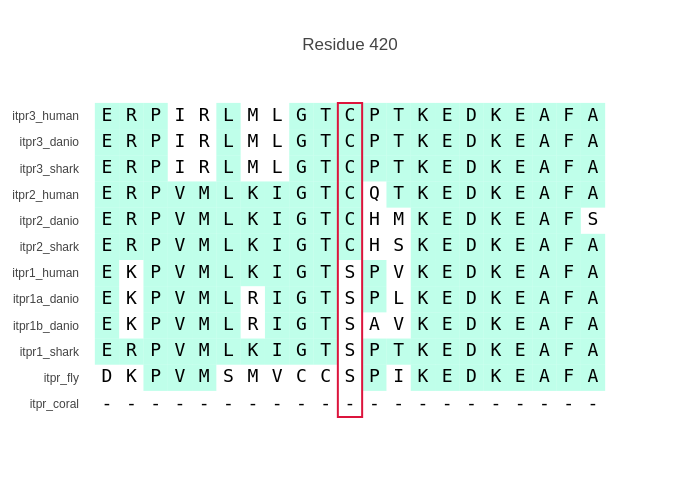 Residue 420
itpr3_human E R P I R L M L G T C P T K E D K E A F A
itpr3_danio E R P I R L M L G T C P T K E D K E A F A
itpr3_shark E R P I R L M L G T C P T K E D K E A F A
itpr2_human E R P V M L K I G T C Q T K E D K E A F A
itpr2_danio E R P V M L K I G T C H M K E D K E A F S
itpr2_shark E R P V M L K I G T C H S K E D K E A F A
itpr1_human E K P V M L K I G T S P V K E D K E A F A
itpr1a_danio E K P V M L R I G T S P L K E D K E A F A
itpr1b_danio E K P V M L R I G T S A V K E D K E A F A
itpr1_shark E R P V M L K I G T S P T K E D K E A F A
itpr_fly D K P V M S M V C C S P I K E D K E A F A
itpr_coral - - - - - - - - - - - - - - - - - - - - -